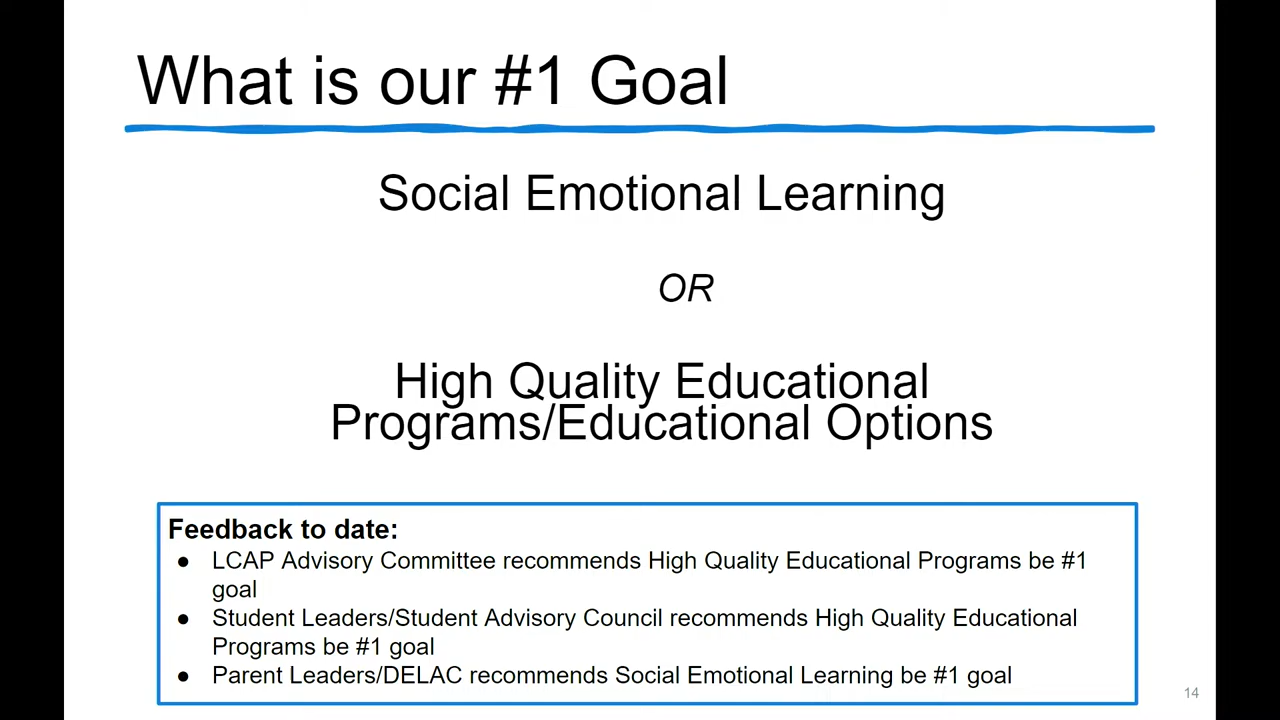 What is our #1 Goal
Social Emotional Learning
OR
High Quality Educational
Programs/Educational Options
Feedback to date:
● LCAP Advisory Committee recommends High Quality Educational Programs be #1
goal
● Student Leaders/Student Advisory Council recommends High Quality Educational
Programs be #1 goal
● Parent Leaders/DELAC recommends Social Emotional Learning be #1 goal
14